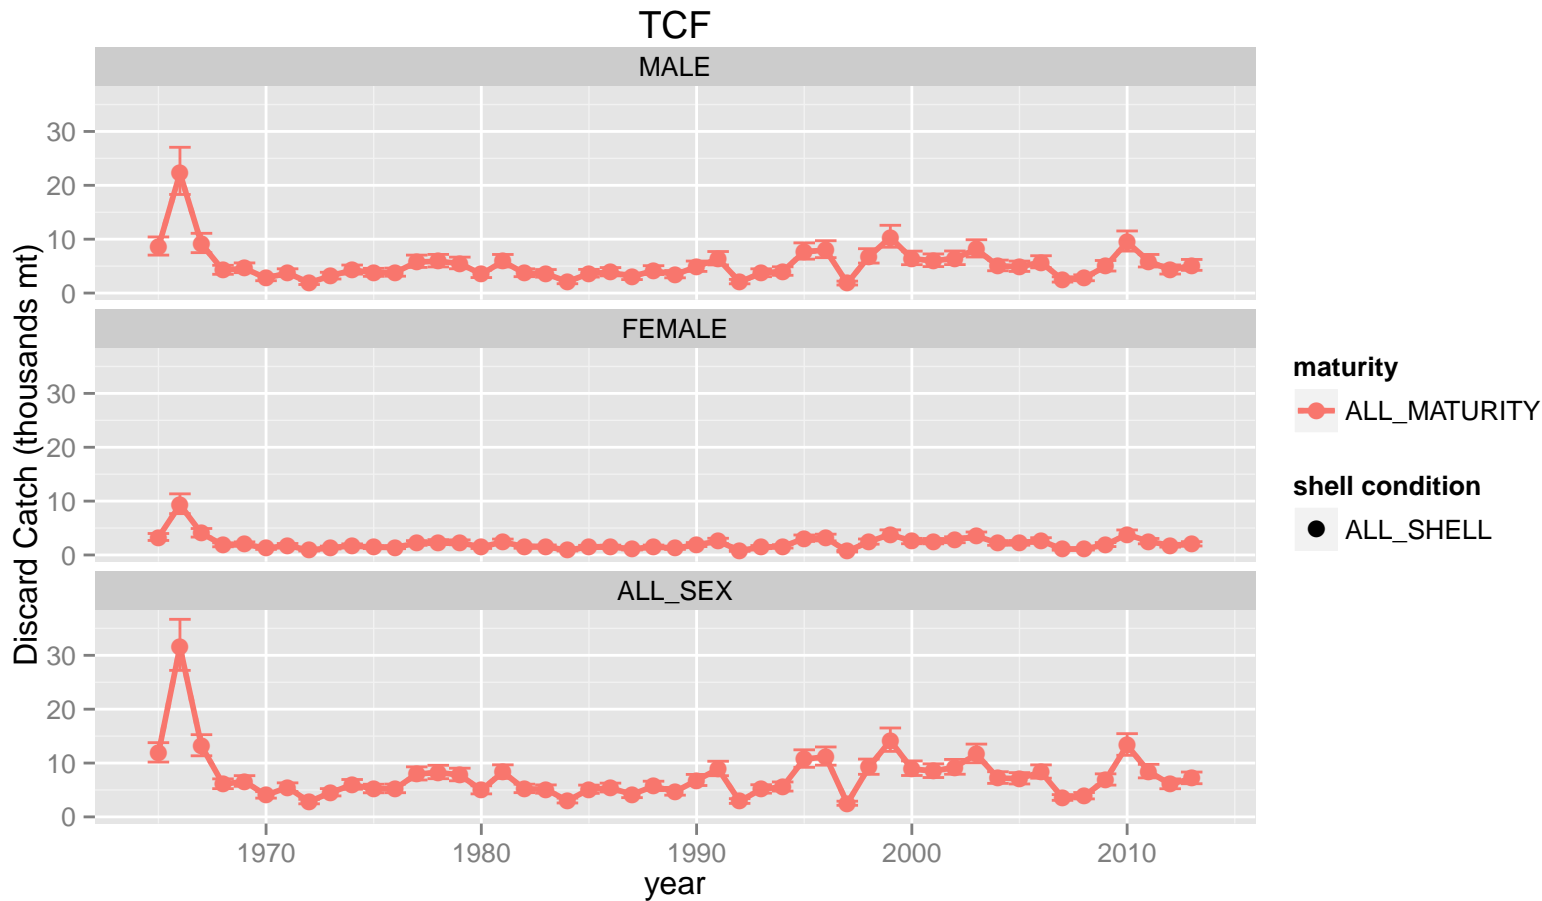 TCF
MALE
30
20
10
0
FEMALE
30
20
10
0
ALL_SEX
30
20
10
0
1970 1980 1990 2000 2010
year
Discard Catch (thousands mt)
maturity
ALL_MATURITY
shell condition
ALL_SHELL